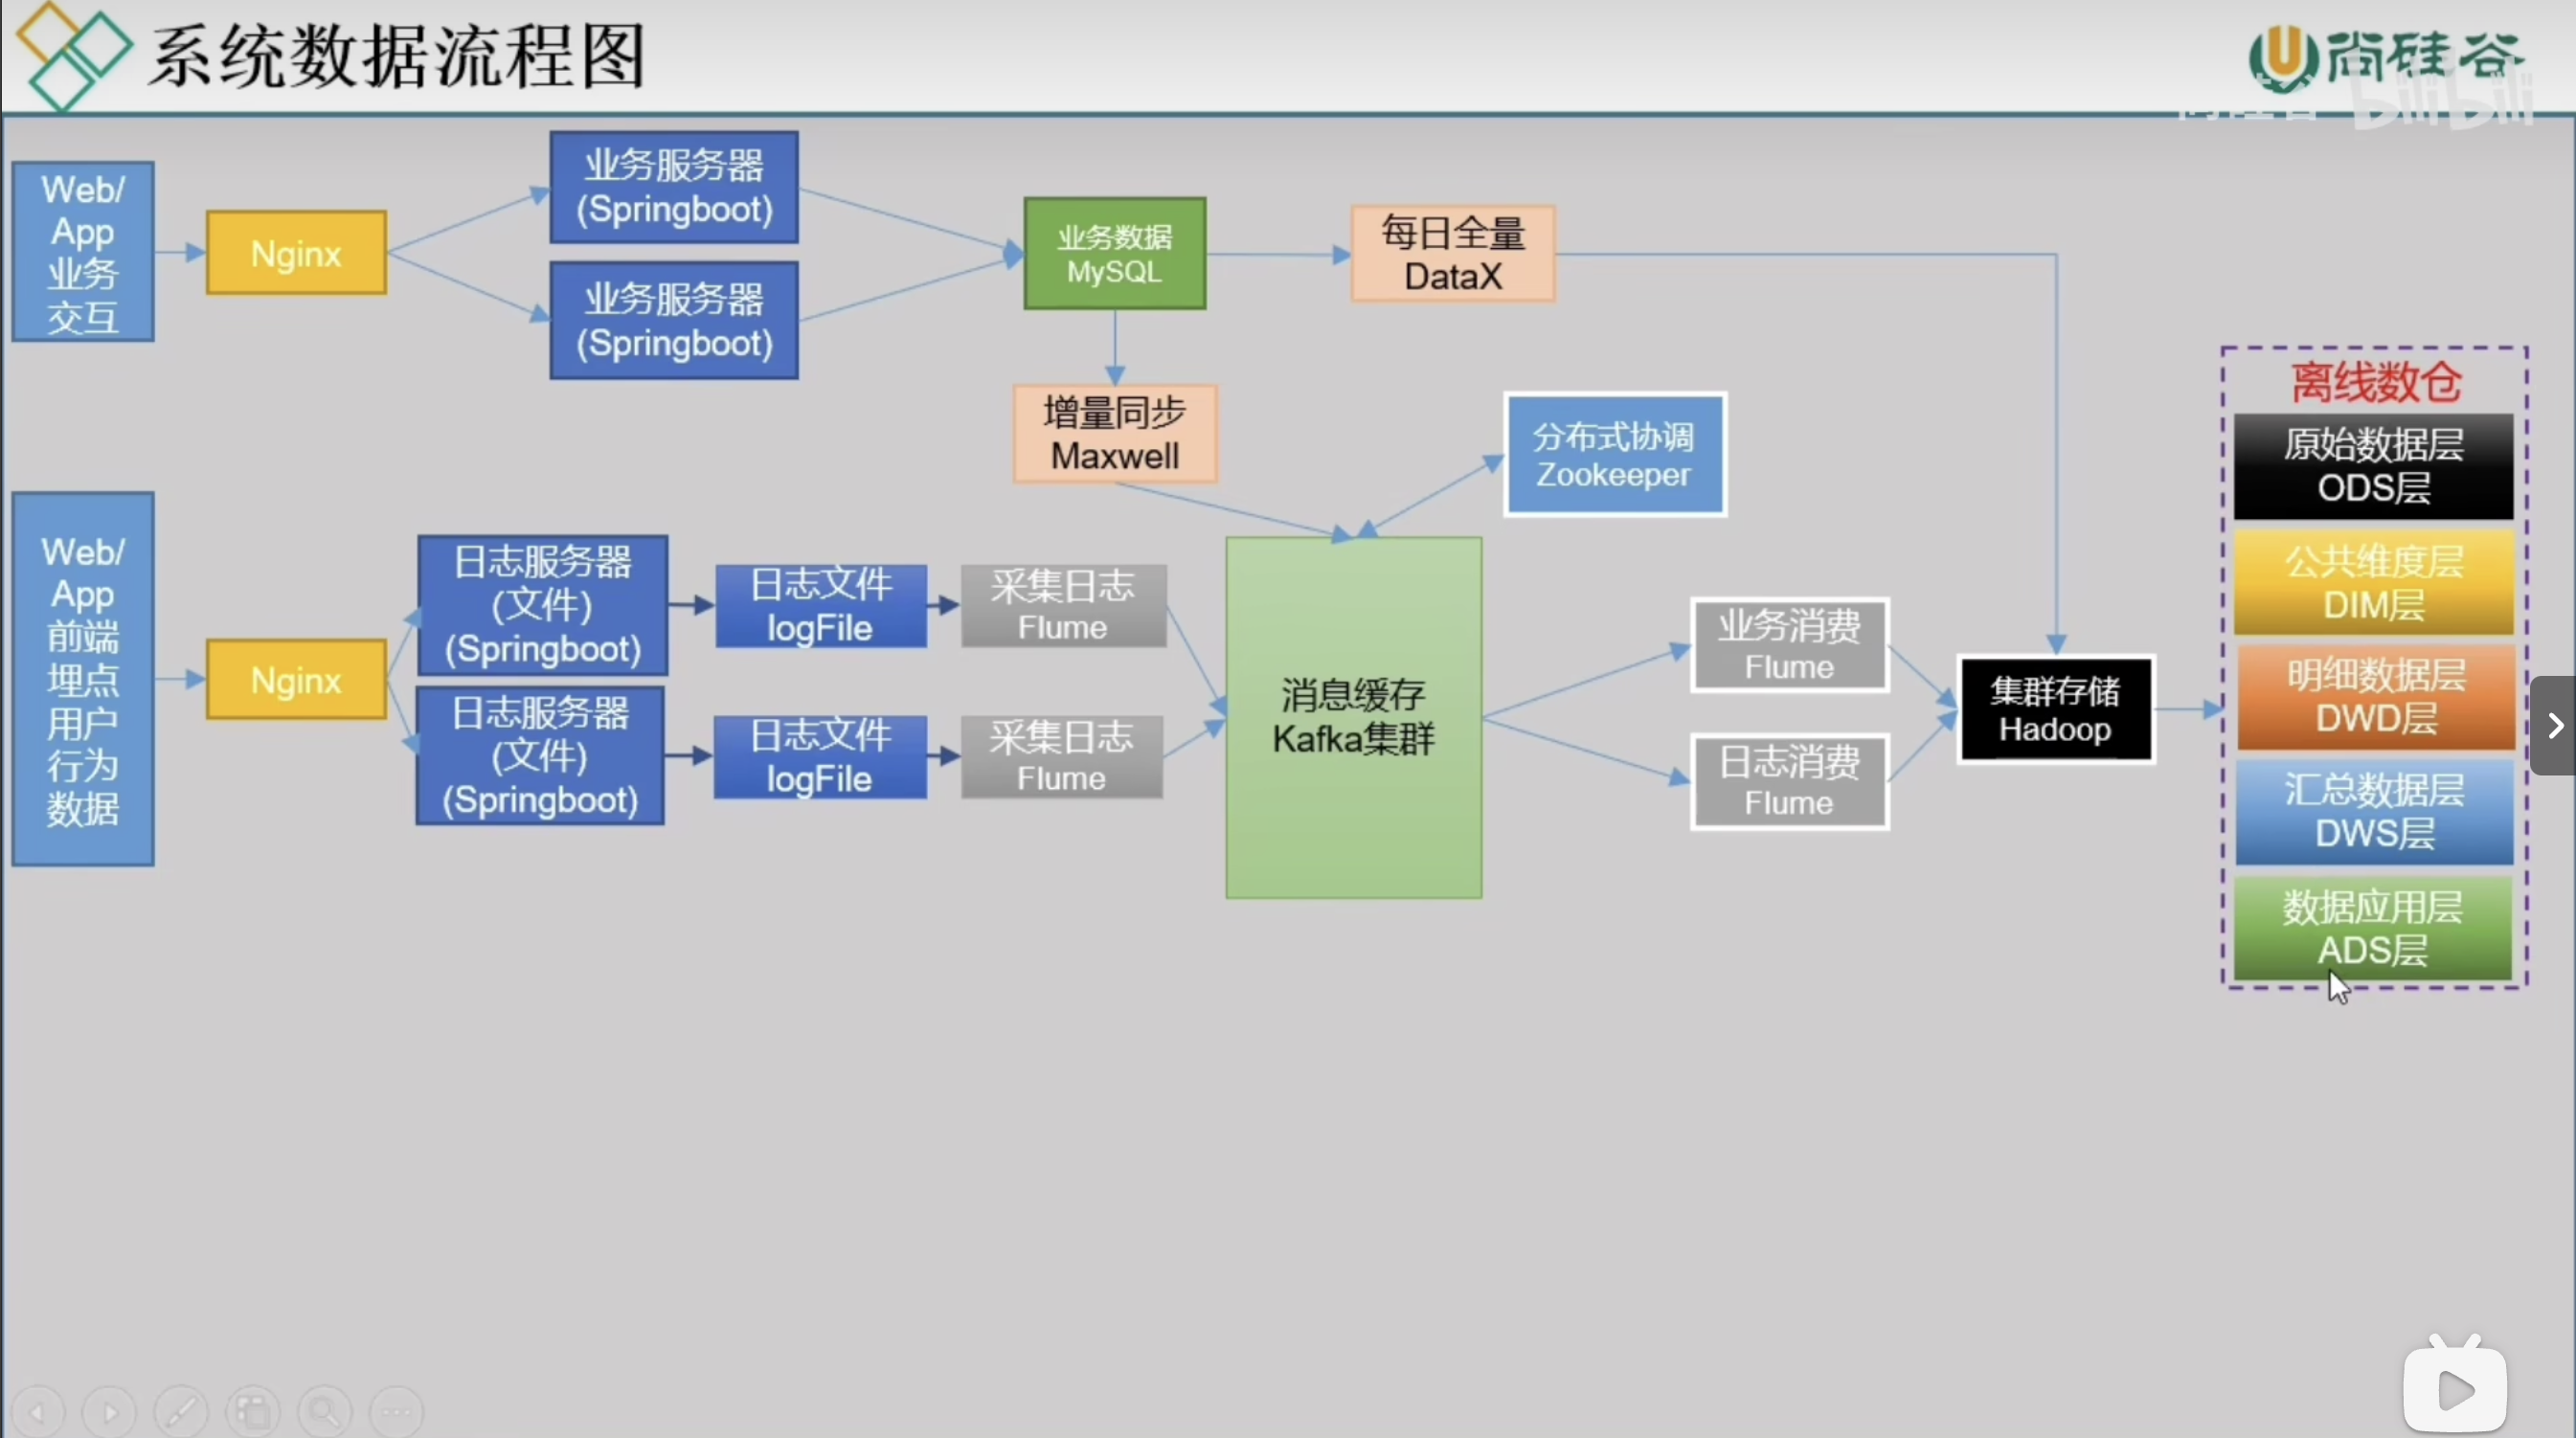 系统数据流程图
尚硅谷
bilibili
Web/
App
业务
交互
Nginx
业务服务器
(Springboot)
业务服务器
(Springboot)
业务数据
MySQL
每日全量
DataX
增量同步
Maxwell
分布式协调
Zookeeper
Web/
App
前端
埋点
用户
行为
数据
Nginx
日志服务器
(文件)
(Springboot)
日志文件
logFile
采集日志
Flume
日志服务器
(文件)
(Springboot)
日志文件
logFile
采集日志
Flume
消息缓存
Kafka集群
业务消费
Flume
日志消费
Flume
集群存储
Hadoop
离线数仓
原始数据层
ODS层
公共维度层
DIM层
明细数据层
DWD层
汇总数据层
DWS层
数据应用层
ADS层